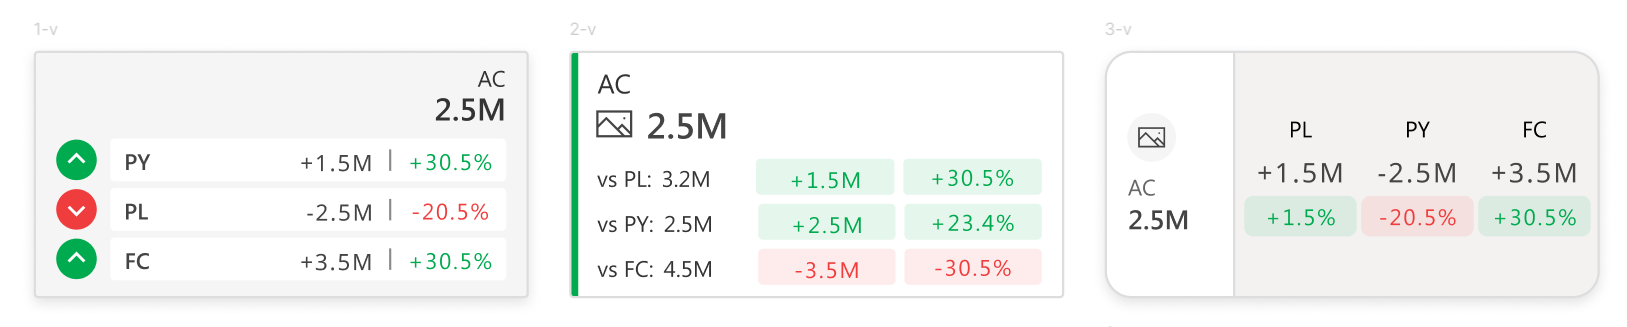 1-v
AC
2.5M
PY +1.5M | +30.5%
PL -2.5M | -20.5%
FC +3.5M | +30.5%
2-v
AC
2.5M
vs PL: 3.2M +1.5M +30.5%
vs PY: 2.5M +2.5M +23.4%
vs FC: 4.5M -3.5M -30.5%
3-v
AC
2.5M
PL PY FC
+1.5M -2.5M +3.5M
+1.5% -20.5% +30.5%